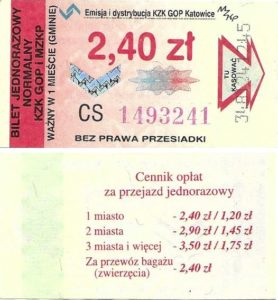 Emisja i dystrybucja KZK GOP Katowice
BILET JEDNORAZOWY
NORMALNY
KZK GOP i MZKP
WAŻNY W 1 MIEŚCIE (GMINIE)
2,40 zł
CS 1493241
BEZ PRAWA PRZESIADKI
TU
KASOWAĆ
Cennik opłat
za przejazd jednorazowy
1 miasto - 2,40 zł / 1,20 zł
2 miasta - 2,90 zł / 1,45 zł
3 miasta i więcej - 3,50 zł / 1,75 zł
Za przewóz bagażu
(zwierzęcia) - 2,40 zł